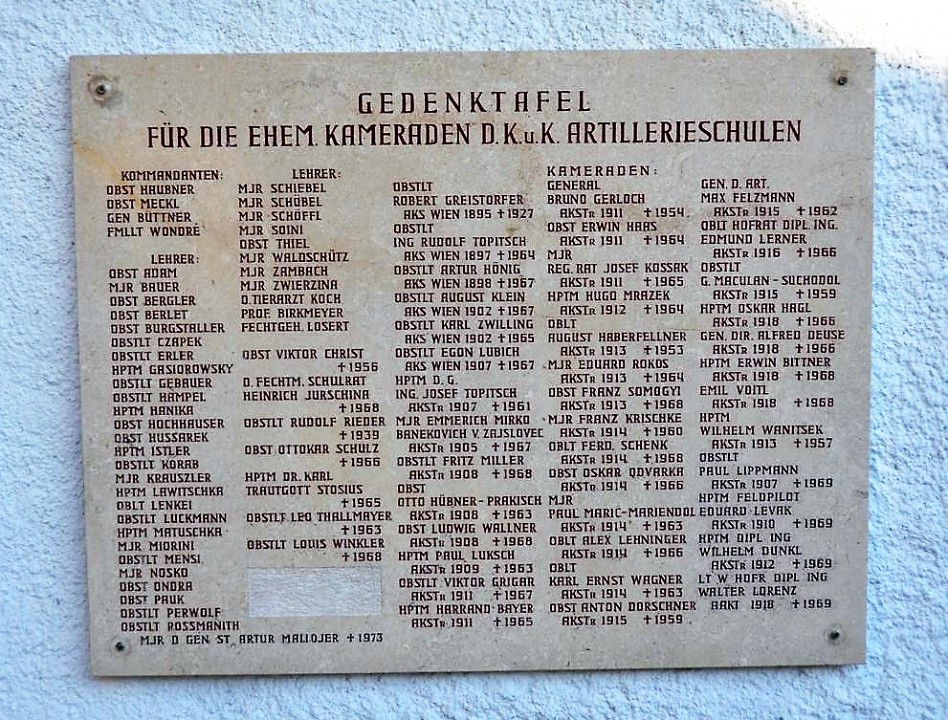 GEDENKTAFEL
FÜR DIE EHEM. KAMERADEN D.K.u.K. ARTILLERIESCHULEN
KOMMANDANTEN:
OBST HAUBNER
OBST MECKL
GEN BÜTTNER
FMLLT WONDRÉ
LEHRER:
OBST ADAM
MJR BAUER
OBST BERGLER
OBST BERLET
OBST BURGSTALLER
OBSTLT CZAPEK
OBSTLT ERLER
HPTM GASIOROWSKY
OBSTLT GEBAUER
OBSTLT HAMPEL
HPTM HANIKA
OBST HOCHHAUSER
OBST HUSSAREK
HPTM ISTLER
OBSTLT KORAB
MJR KRAUSZLER
HPTM LAWITSCHKA
OBLT LENKEI
OBSTLT LUCKMANN
HPTM MATUSCHKA
MJR MIORINI
OBSTLT MENSI
MJR NOSKO
OBST ONDRA
OBST PAUK
OBSTLT PERWOLF
OBSTLT ROSSMANITH
MJR D GEN ST ARTUR MALIOJER ✝1973
LEHRER:
MJR SCHIEBEL
MJR SCHÜBEL
MJR SCHÖFFL
MJR SOINI
OBST THIEL
MJR WALDSCHÜTZ
MJR ZAMBACH
MJR ZWIERZINA
O.TIERARZT KOCH
PROF. BIRKMEYER
FECHTGEH. LOSERT
OBST VIKTOR CHRIST
✝1956
O. FECHTM. SCHULRAT
HEINRICH JURSCHINA
✝1968
OBSTLT RUDOLF RIEDER
✝1939
OBST OTTOKAR SCHULZ
✝1966
HPTM DR. KARL
TRAUTGOTT STOSIUS
✝1965
OBSTLT LEO THALLMAYER
✝1963
OBSTLT LOUIS WINKLER
✝1968
KAMERADEN:
OBSTLT
ROBERT GREISTORFER
AKS WIEN 1895 ✝1927
OBSTLT
ING RUDOLF TOPITSCH
AKS WIEN 1897 ✝1964
OBSTLT ARTUR HÖNIG
AKS WIEN 1898 ✝1967
OBSTLT AUGUST KLEIN
AKS WIEN 1902 ✝1967
OBSTLT KARL ZWILLING
AKS WIEN 1902 ✝1965
OBSTLT EGON LUBICH
AKS WIEN 1907 ✝1967
HPTM D. G.
ING. JOSEF TOPITSCH
AKSTR 1907 ✝1961
MJR EMMERICH MIRKO
BANEKOVICH V. ZAJSLOVEC
AKSTR 1905 ✝1967
OBSTLT FRITZ MILLER
AKSTR 1908 ✝1968
OBST
OTTO HÜBNER-PRAKISCH
AKSTR 1908 ✝1963
OBST LUDWIG WALLNER
AKSTR 1908 ✝1968
HPTM PAUL LUKSCH
AKSTR 1909 ✝1963
OBSTLT VIKTOR GRIGAR
AKSTR 1911 ✝1967
HPTM HARRAND BAYER
AKSTR 1911 ✝1965
GENERAL
BRUNO GERLOCH
AKSTR 1911 ✝1954
OBST ERWIN HAAS
AKSTR 1911 ✝1964
MJR
REG. RAT JOSEF KOSSAK
AKSTR 1911 ✝1965
HPTM HUGO MRAZEK
AKSTR 1912 ✝1964
OBLT
AUGUST HABERFELLNER
AKSTR 1913 ✝1953
MJR EDUARD ROKOS
AKSTR 1913 ✝1964
OBST FRANZ SOMOGYI
AKSTR 1913 ✝1968
MJR FRANZ KRISCHKE
AKSTR 1914 ✝1960
OBLT FERD. SCHENK
AKSTR 1914 ✝1968
OBST OSKAR ODVARKA
AKSTR 1914 ✝1966
MJR
PAUL MARIĆ-MARIENDOL
AKSTR 1914 ✝1963
OBLT ALEX LEHNINGER
AKSTR 1914 ✝1966
OBLT
KARL ERNST WAGNER
AKSTR 1914 ✝1963
OBST ANTON DORSCHNER
AKSTR 1915 ✝1959
GEN. D. ART.
MAX FELZMANN
AKSTR 1915 ✝1962
OBLT HOFRAT DIPL. ING.
EDMUND LERNER
AKSTR 1916 ✝1966
OBSTLT
G. MACULAN-SUCHODOL
AKSTR 1915 ✝1959
HPTM OSKAR HAGL
AKSTR 1918 ✝1966
GEN. DIR. ALFRED DEUSE
AKSTR 1918 ✝1966
HPTM ERWIN BITTNER
AKSTR 1918 ✝1968
EMIL VOITL
AKSTR 1918 ✝1968
HPTM
WILHELM WANITSEK
AKSTR 1913 ✝1957
OBSTLT
PAUL LIPPMANN
AKSTR 1907 ✝1969
HPTM FELDPILOT
EDUARD LEVAK
AKSTR 1910 ✝1969
HPTM DIPL ING
WILHELM DUNKL
AKSTR 1912 ✝1969
LT W HOFR DIPL ING
WALTER LORENZ
AAKT 1918 ✝1969